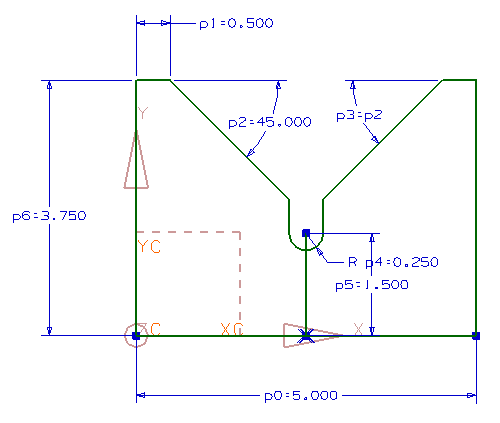 p1=0.500
Y
p2=45.000
p3=p2
p6=3.750
YC
R p4=0.250
p5=1.500
ZC XC X
p0=5.000